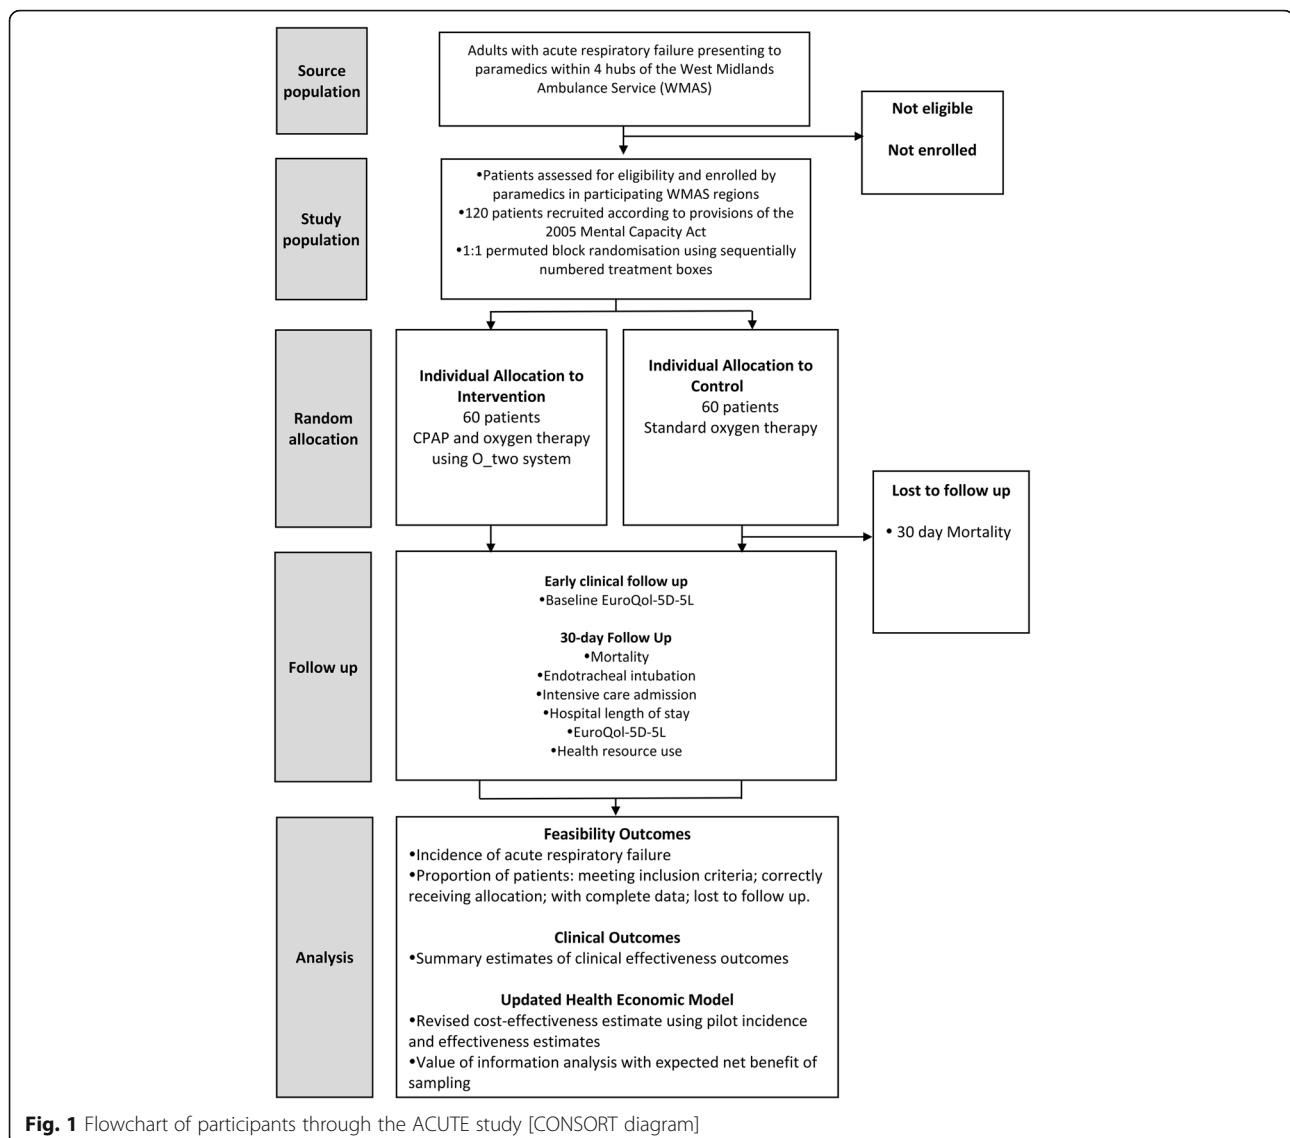 Source
population
Adults with acute respiratory failure presenting to
paramedics within 4 hubs of the West Midlands
Ambulance Service (WMAS)
Not eligible
Not enrolled
Study
population
•Patients assessed for eligibility and enrolled by
paramedics in participating WMAS regions
•120 patients recruited according to provisions of the
2005 Mental Capacity Act
•1:1 permuted block randomisation using sequentially
numbered treatment boxes
Random
allocation
Individual Allocation to
Intervention
60 patients
CPAP and oxygen therapy
using O_two system
Individual Allocation to
Control
60 patients
Standard oxygen therapy
Lost to follow up
• 30 day Mortality
Follow up
Early clinical follow up
•Baseline EuroQol-5D-5L
30-day Follow Up
•Mortality
•Endotracheal intubation
•Intensive care admission
•Hospital length of stay
•EuroQol-5D-5L
•Health resource use
Analysis
Feasibility Outcomes
•Incidence of acute respiratory failure
•Proportion of patients: meeting inclusion criteria; correctly
receiving allocation; with complete data; lost to follow up.
Clinical Outcomes
•Summary estimates of clinical effectiveness outcomes
Updated Health Economic Model
•Revised cost-effectiveness estimate using pilot incidence
and effectiveness estimates
•Value of information analysis with expected net benefit of
sampling
Fig. 1 Flowchart of participants through the ACUTE study [CONSORT diagram]